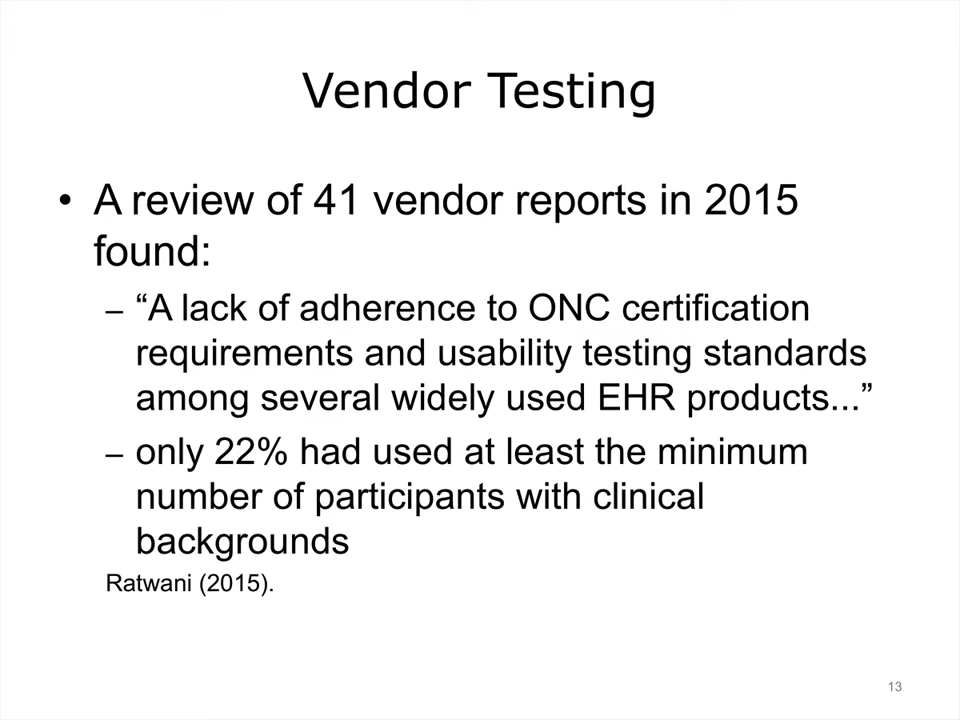 Vendor Testing
• A review of 41 vendor reports in 2015
found:
– “A lack of adherence to ONC certification
requirements and usability testing standards
among several widely used EHR products...”
– only 22% had used at least the minimum
number of participants with clinical
backgrounds
Ratwani (2015).
13